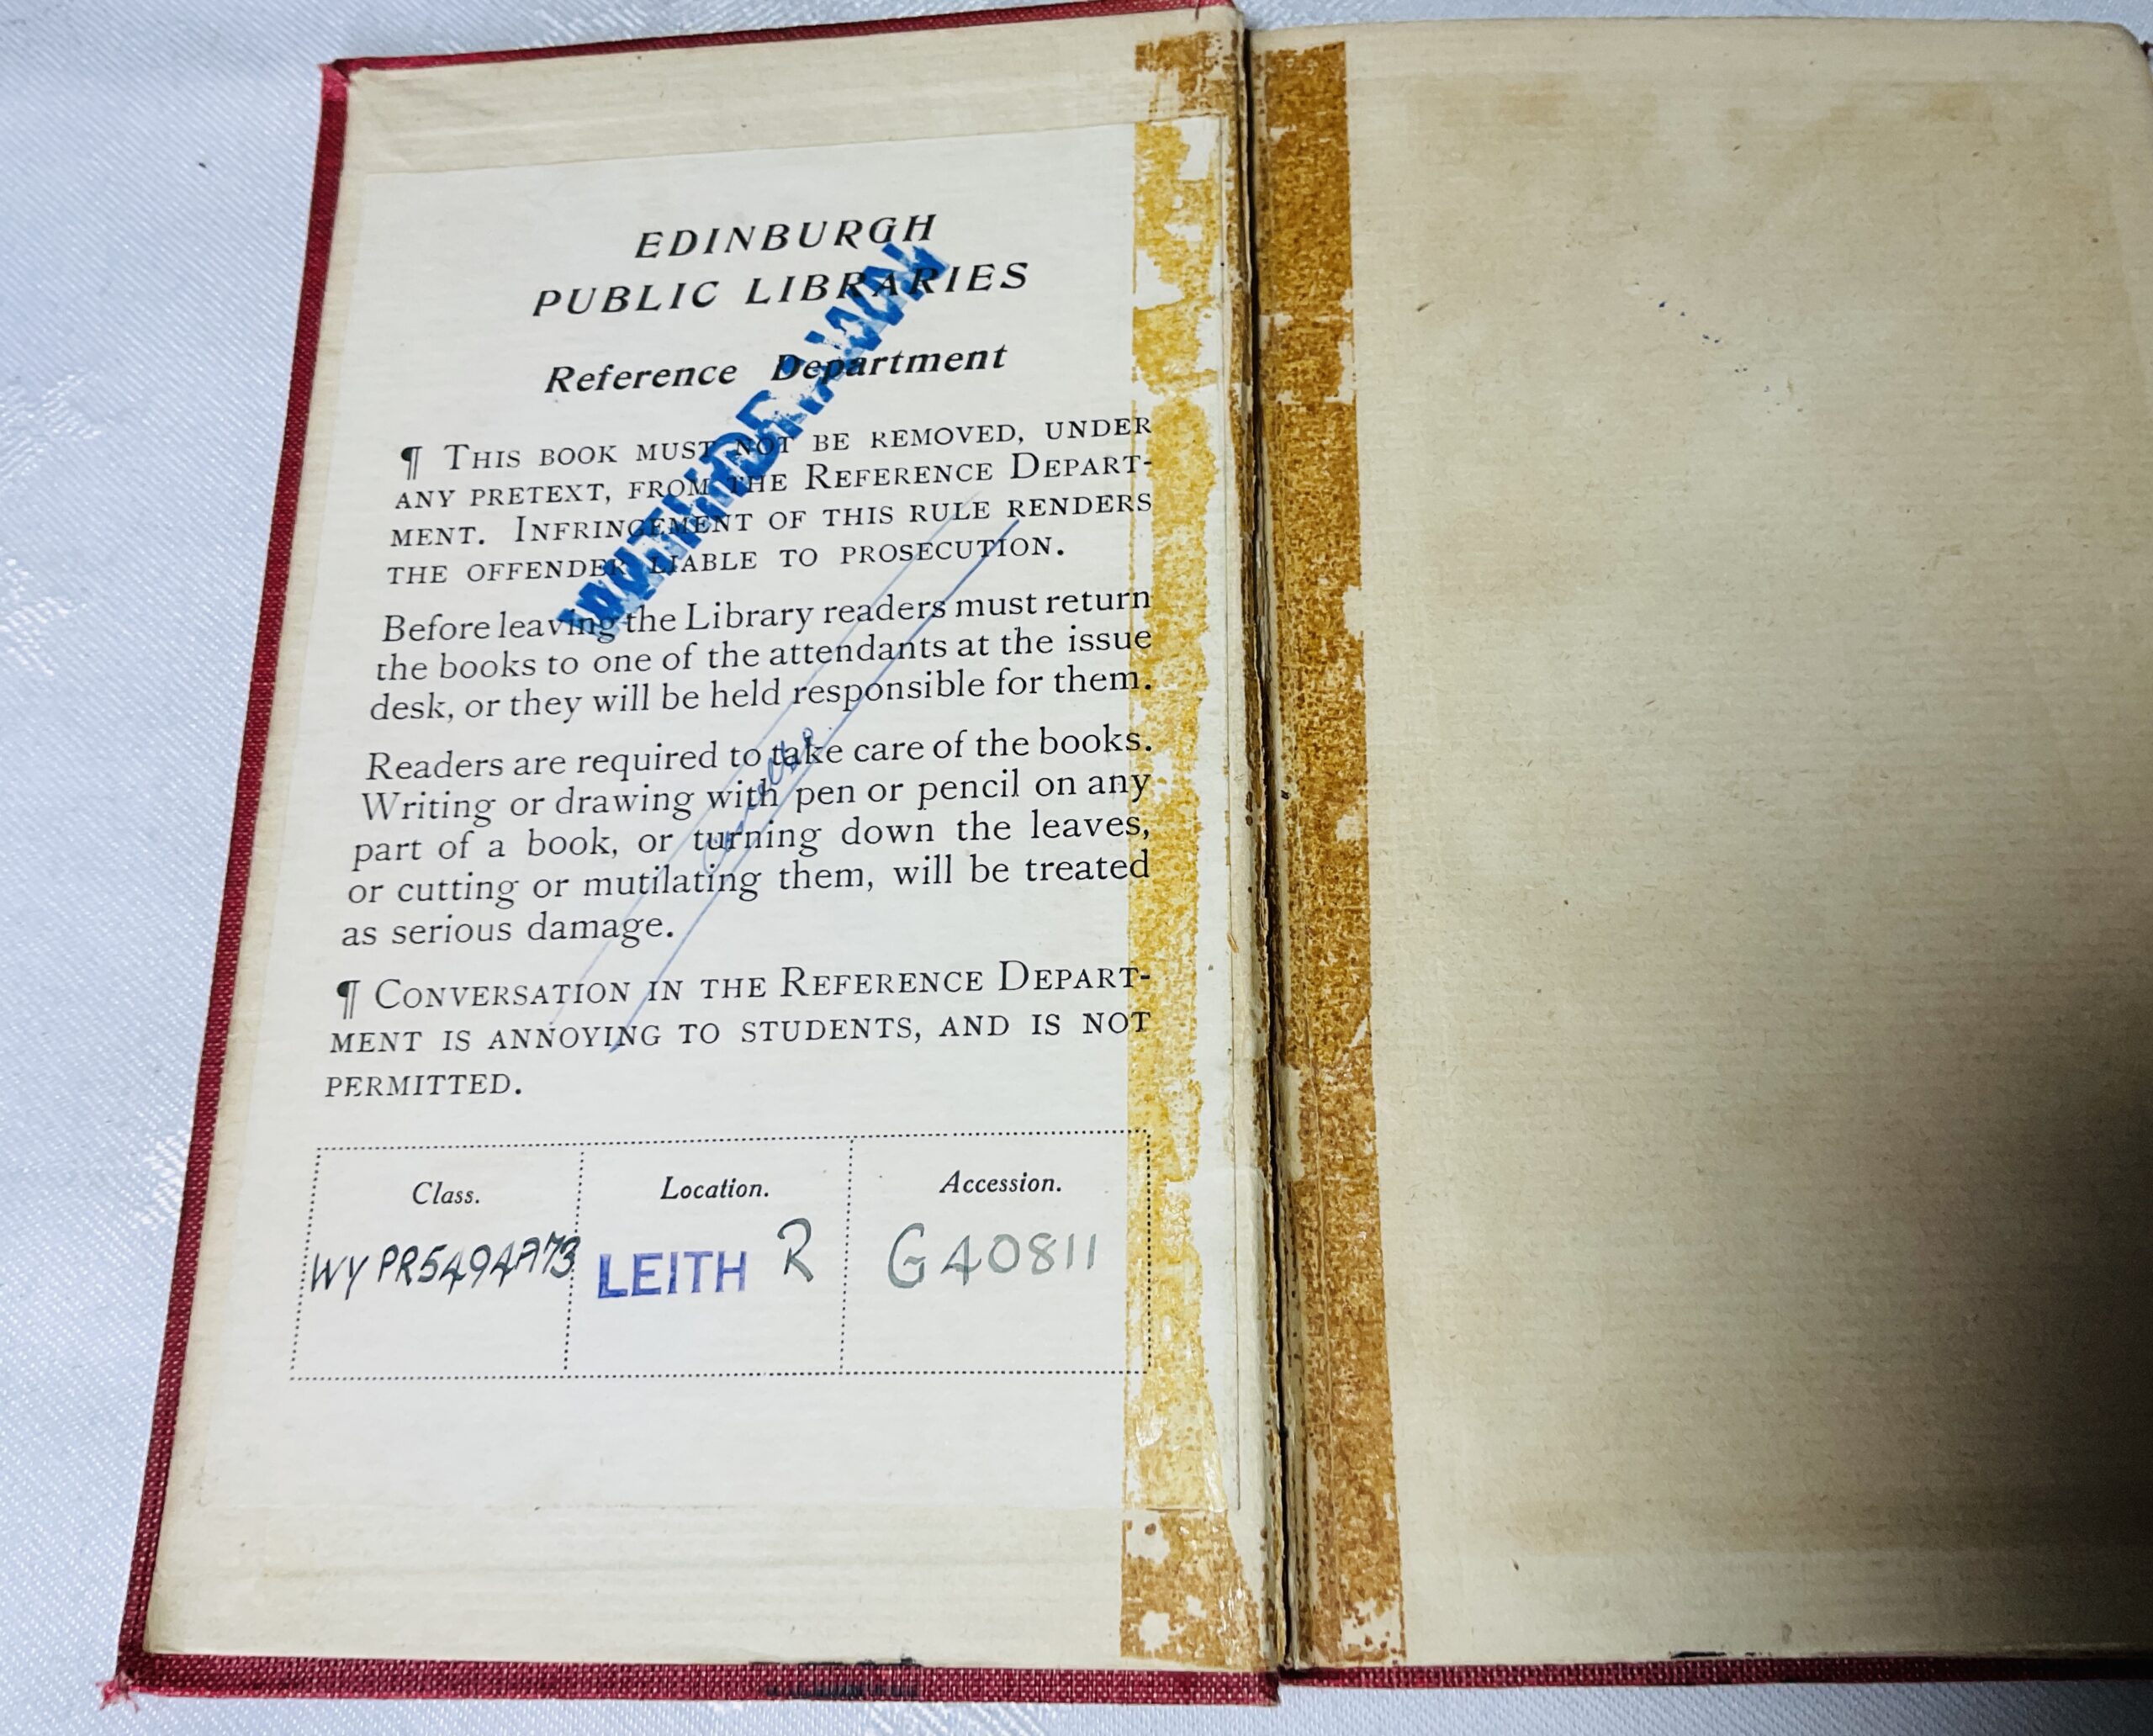 EDINBURGH
PUBLIC LIBRARIES
Reference Department
WITHDRAWN
¶ THIS BOOK MUST NOT BE REMOVED, UNDER
ANY PRETEXT, FROM THE REFERENCE DEPART-
MENT. INFRINGEMENT OF THIS RULE RENDERS
THE OFFENDER LIABLE TO PROSECUTION.
Before leaving the Library readers must return
the books to one of the attendants at the issue
desk, or they will be held responsible for them.
Readers are required to take care of the books.
Writing or drawing with pen or pencil on any
part of a book, or turning down the leaves,
or cutting or mutilating them, will be treated
as serious damage.
¶ CONVERSATION IN THE REFERENCE DEPART-
MENT IS ANNOYING TO STUDENTS, AND IS NOT
PERMITTED.
Class. Location. Accession.
WY PR5494A73 LEITH R G40811